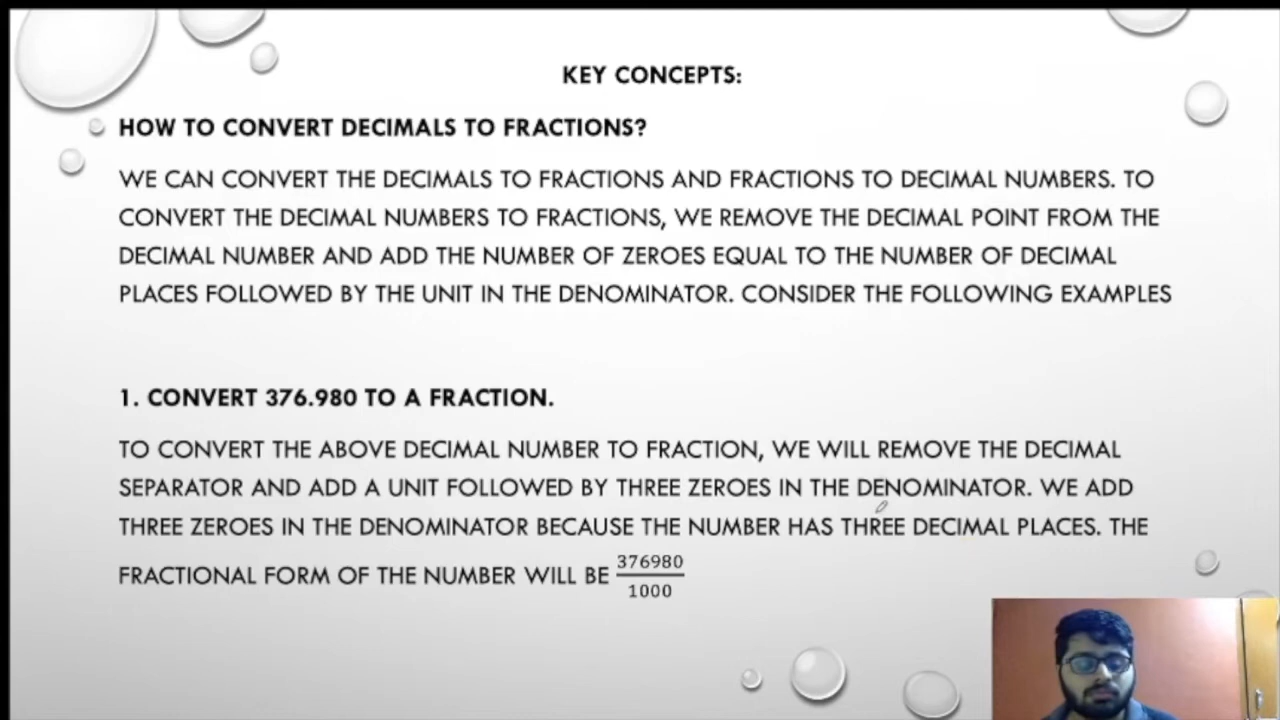 KEY CONCEPTS:
HOW TO CONVERT DECIMALS TO FRACTIONS?
WE CAN CONVERT THE DECIMALS TO FRACTIONS AND FRACTIONS TO DECIMAL NUMBERS. TO
CONVERT THE DECIMAL NUMBERS TO FRACTIONS, WE REMOVE THE DECIMAL POINT FROM THE
DECIMAL NUMBER AND ADD THE NUMBER OF ZEROES EQUAL TO THE NUMBER OF DECIMAL
PLACES FOLLOWED BY THE UNIT IN THE DENOMINATOR. CONSIDER THE FOLLOWING EXAMPLES
1. CONVERT 376.980 TO A FRACTION.
TO CONVERT THE ABOVE DECIMAL NUMBER TO FRACTION, WE WILL REMOVE THE DECIMAL
SEPARATOR AND ADD A UNIT FOLLOWED BY THREE ZEROES IN THE DENOMINATOR. WE ADD
THREE ZEROES IN THE DENOMINATOR BECAUSE THE NUMBER HAS THREE DECIMAL PLACES. THE
FRACTIONAL FORM OF THE NUMBER WILL BE 376980/1000